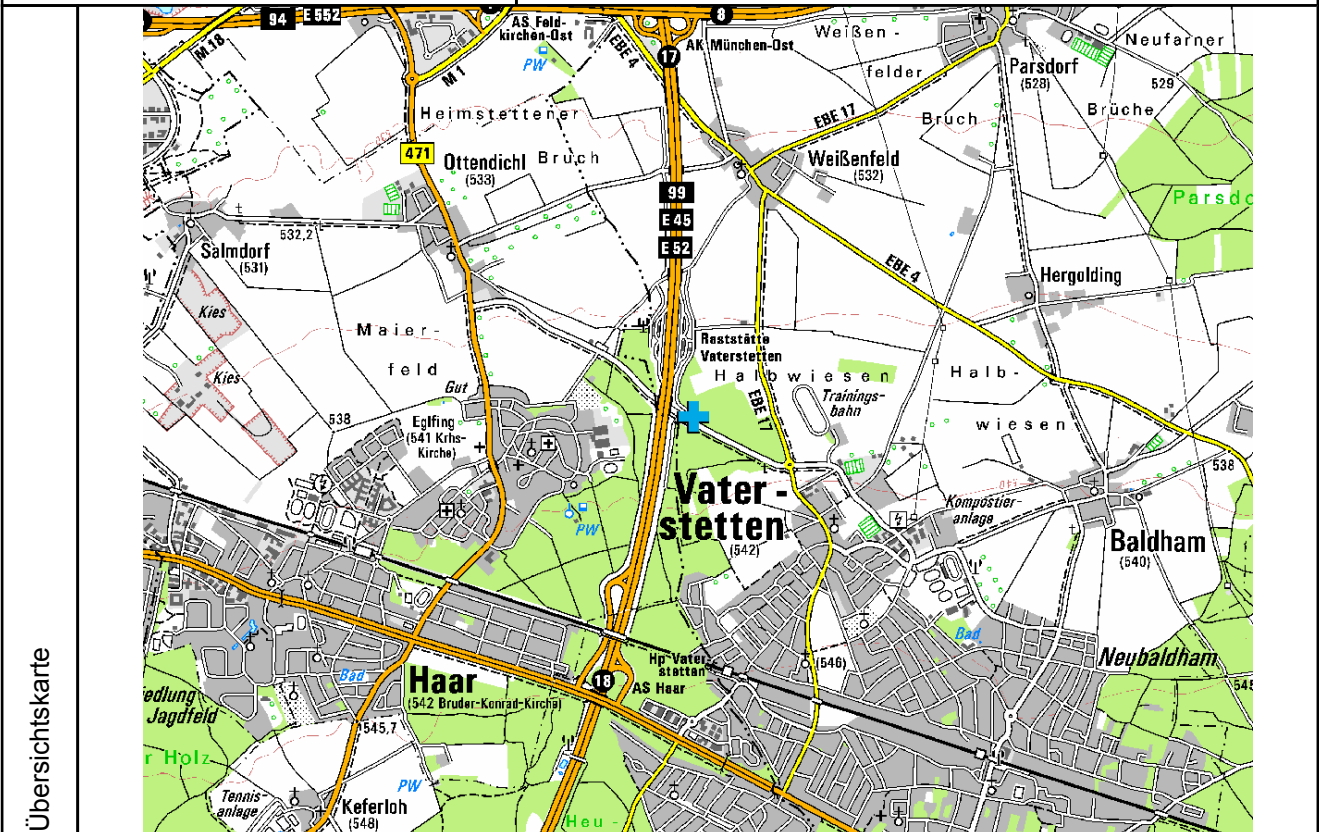 94
E 552
8
M 18
AS Feld-
kirchen-Ost
EBE 4
17
AK München-Ost
Weißen-
Neufarner
PW
M 1
felder
Parsdorf
(528)
529
Heimstettener
EBE 17
Bruch
Brüche
471
Ottendichl
(533)
Bruch
Weißenfeld
(532)
99
E 45
E 52
Parsdo
532,2
Salmdorf
(531)
EBE 4
Hergolding
Kies
Maier-
feld
Raststätte
Vaterstetten
Halbwiesen
Halb-
wiesen
Kies
Gut
Trainings-
bahn
EBE 17
538
Eglfing
(541 Krhs-
Kirche)
538
Vater-
stetten
(542)
Kompostier
anlage
PW
Baldham
(540)
Bad
Neubaldham
(546)
Hp Vater-
stetten
Bad
Haar
(542 Bruder-Konrad-Kirche)
18
AS Haar
545
iedlung
Jagdfeld
545,7
r Holz
PW
Tennis-
anlage
Keferloh
(548)
Heu-
Übersichtskarte